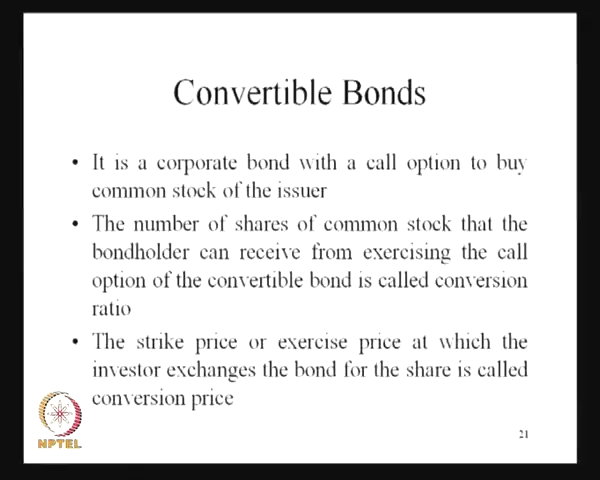 Convertible Bonds
• It is a corporate bond with a call option to buy
common stock of the issuer
• The number of shares of common stock that the
bondholder can receive from exercising the call
option of the convertible bond is called conversion
ratio
• The strike price or exercise price at which the
investor exchanges the bond for the share is called
conversion price
NPTEL
21